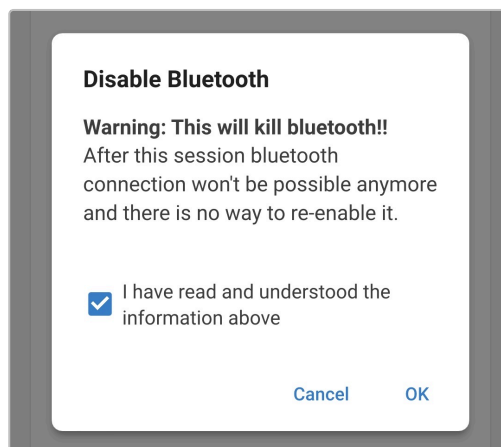 Disable Bluetooth
Warning: This will kill bluetooth!!
After this session bluetooth
connection won't be possible anymore
and there is no way to re-enable it.
I have read and understood the
information above
Cancel OK